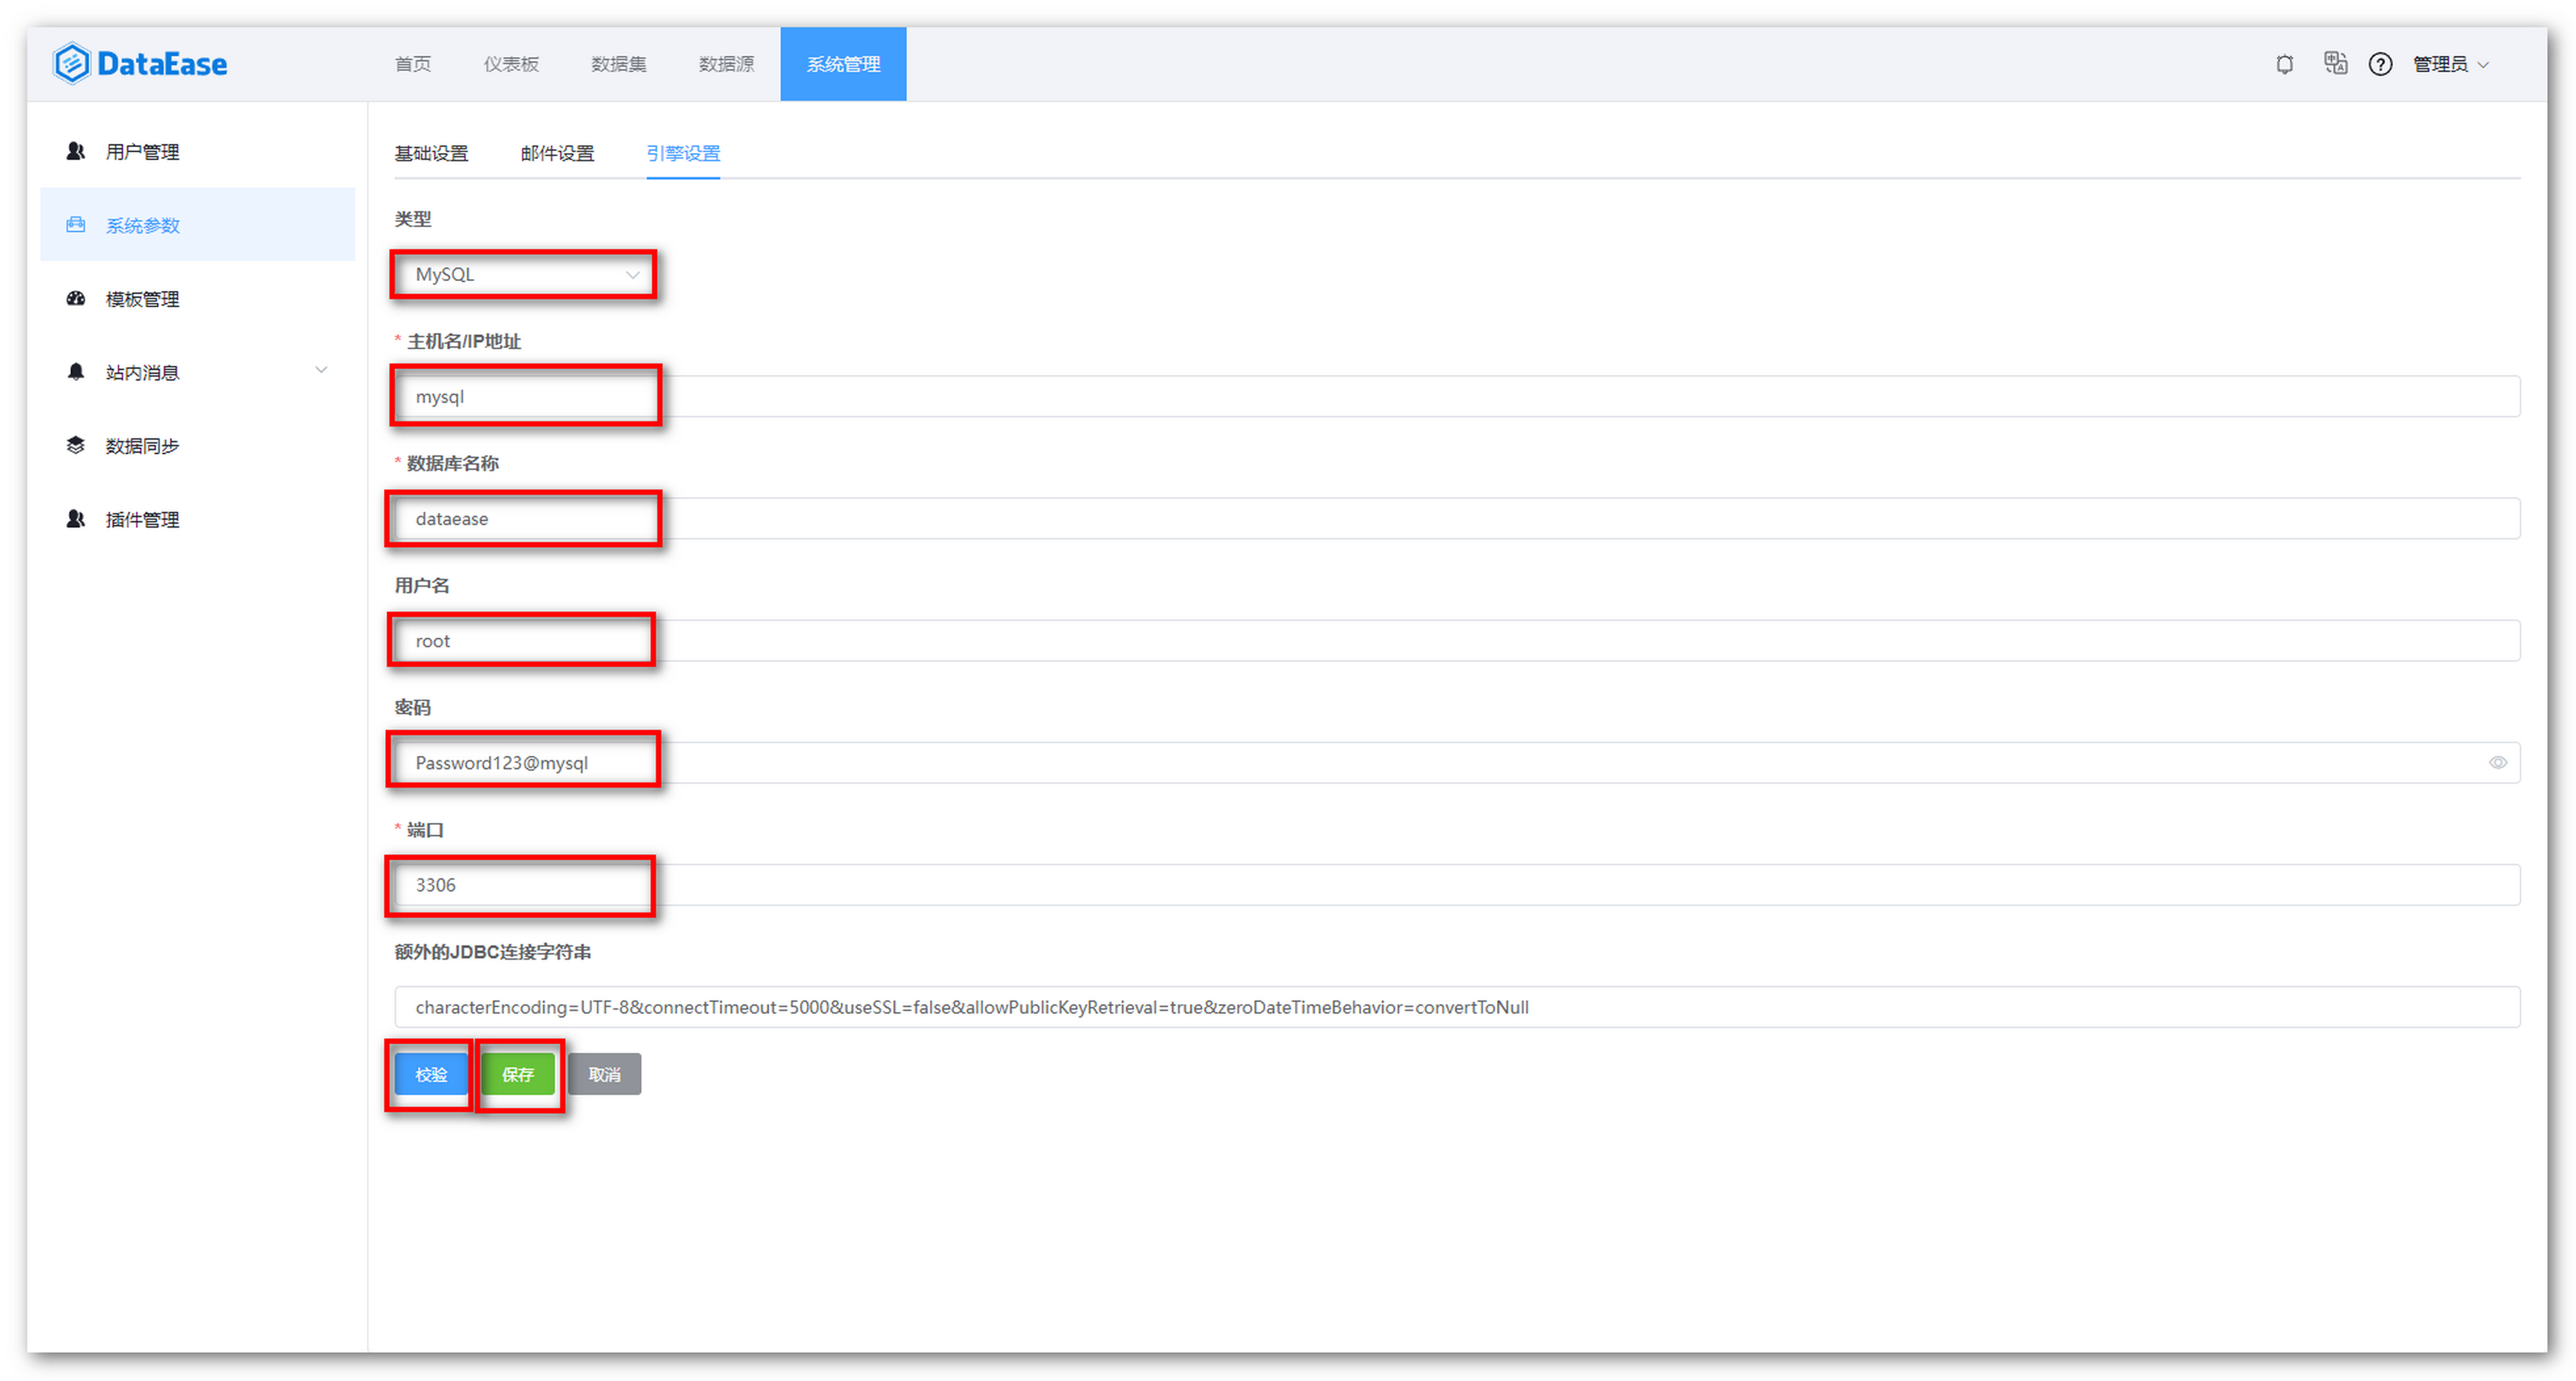 DataEase 首页 仪表板 数据集 数据源 系统管理 管理员
用户管理
系统参数
模板管理
站内消息
数据同步
插件管理
基础设置 邮件设置 引擎设置
类型
MySQL
* 主机名/IP地址
mysql
* 数据库名称
dataease
用户名
root
密码
Password123@mysql
* 端口
3306
额外的JDBC连接字符串
characterEncoding=UTF-8&connectTimeout=5000&useSSL=false&allowPublicKeyRetrieval=true&zeroDateTimeBehavior=convertToNull
校验 保存 取消